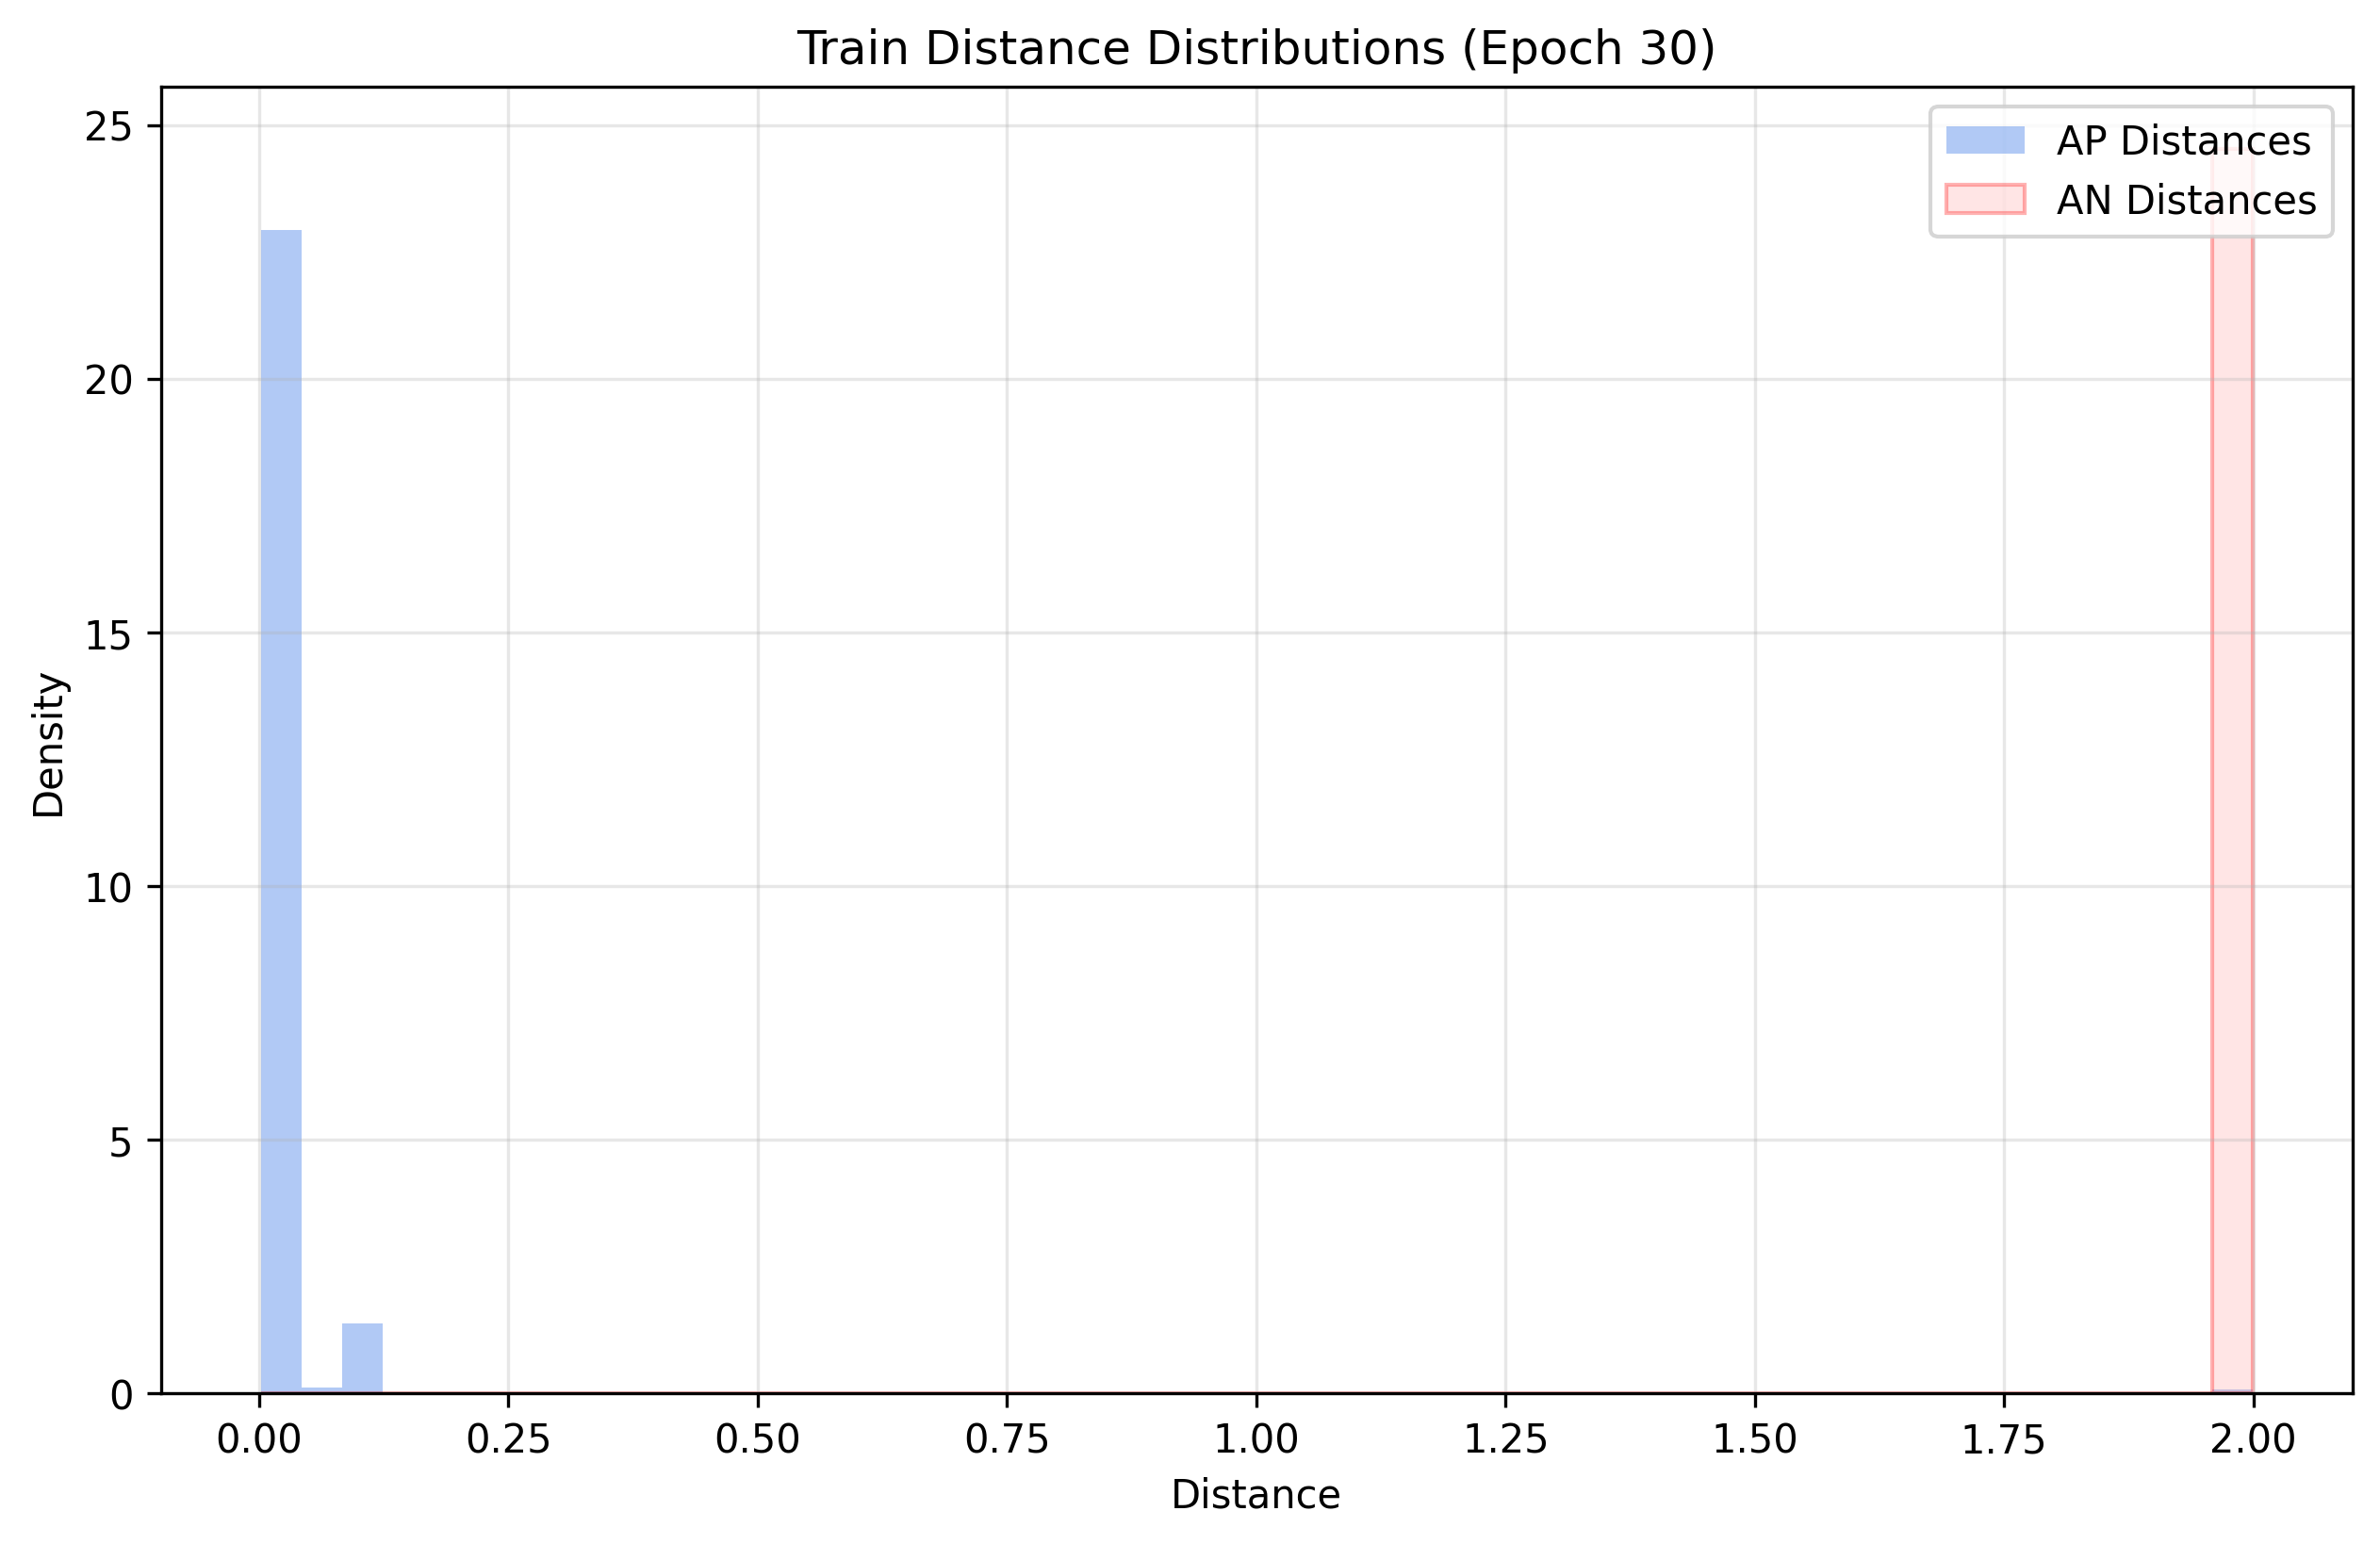 Train Distance Distributions (Epoch 30)
AP Distances
AN Distances
Density
25
20
15
10
5
0
0.00 0.25 0.50 0.75 1.00 1.25 1.50 1.75 2.00
Distance